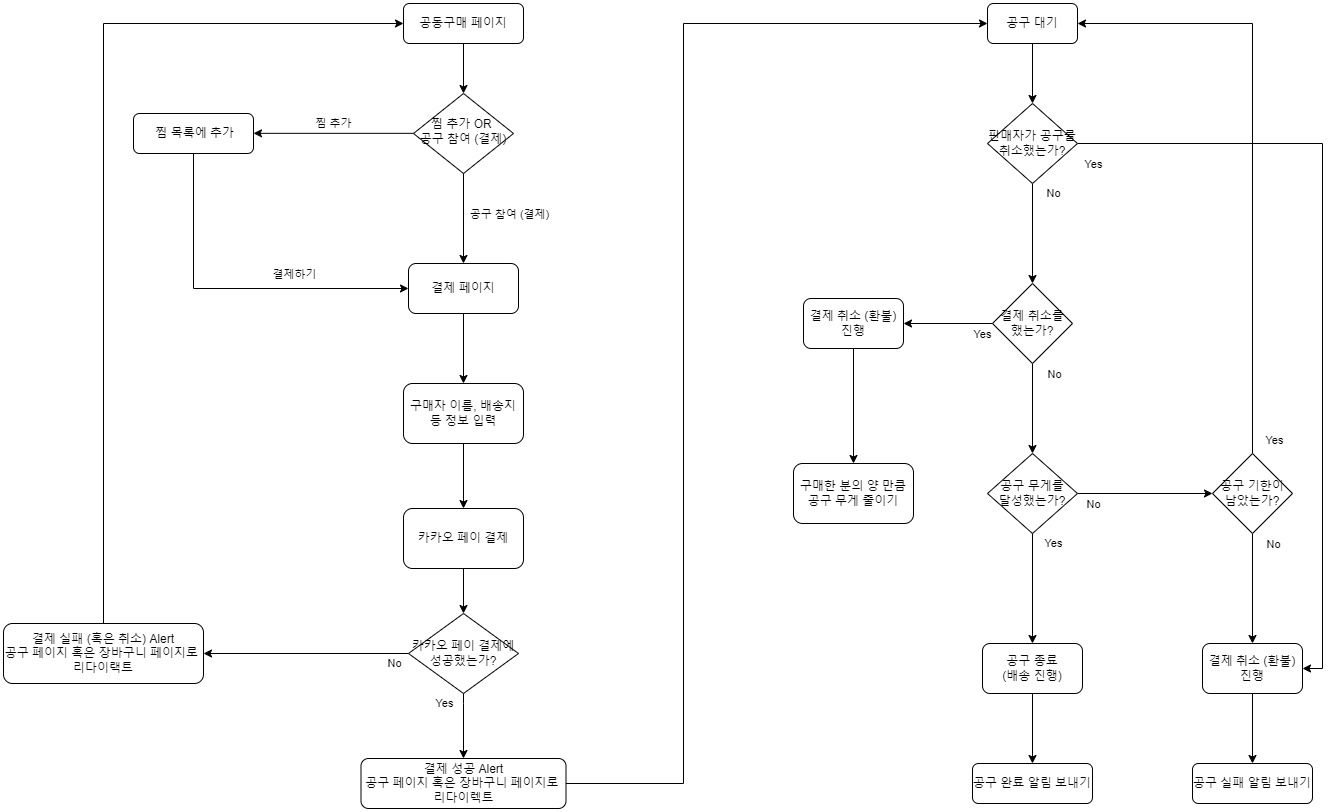 공동구매 페이지
찜 추가 OR
공구 참여 (결제)
찜 추가
찜 목록에 추가
공구 참여 (결제)
결제하기
결제 페이지
구매자 이름, 배송지
등 정보 입력
카카오 페이 결제
카카오 페이 결제에
성공했는가?
No
결제 실패 (혹은 취소) Alert
공구 페이지 혹은 장바구니 페이지로
리다이랙트
Yes
결제 성공 Alert
공구 페이지 혹은 장바구니 페이지로
리다이렉트
공구 대기
판매자가 공구를
취소했는가?
Yes
No
결제 취소를
했는가?
Yes
결제 취소 (환불)
진행
구매한 분의 양 만큼
공구 무게 줄이기
No
공구 무게를
달성했는가?
No
공구 기한이
남았는가?
Yes
No
Yes
공구 종료
(배송 진행)
공구 완료 알림 보내기
결제 취소 (환불)
진행
공구 실패 알림 보내기